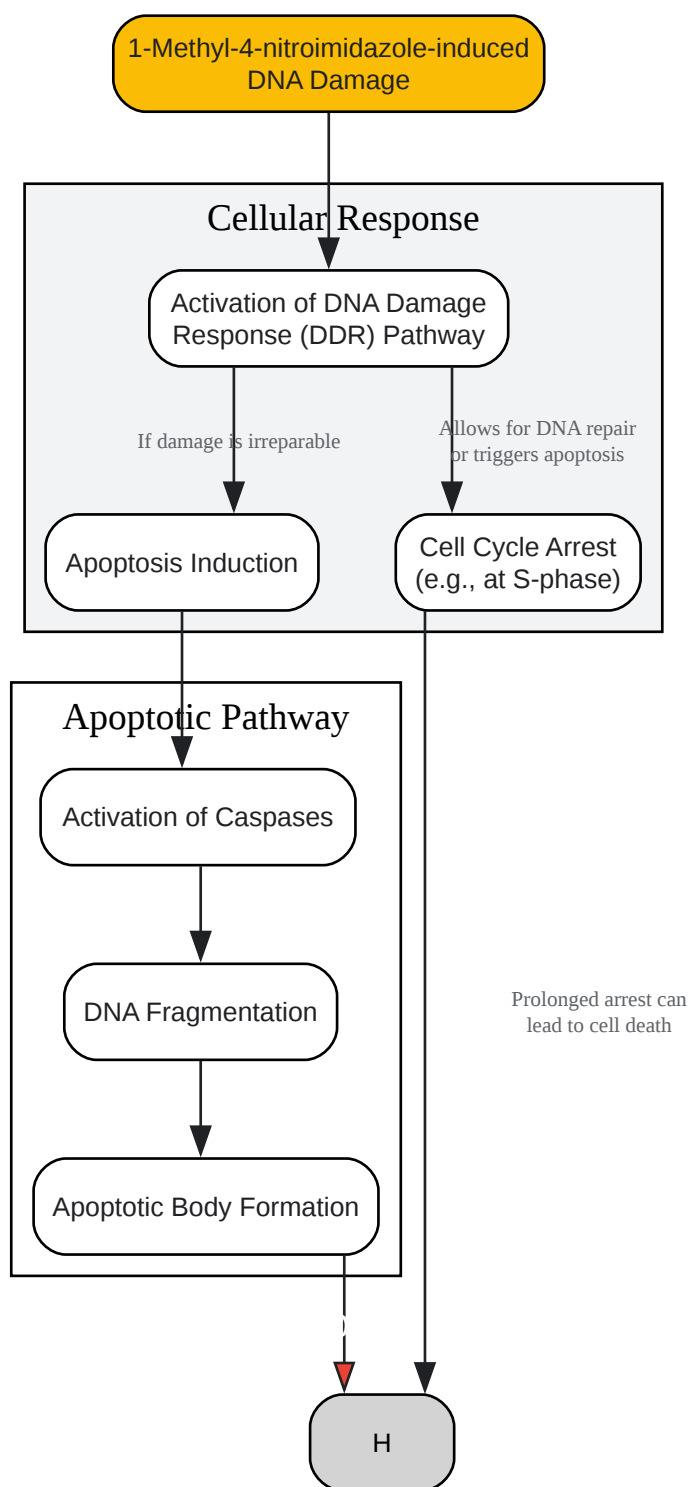 1-Methyl-4-nitroimidazole-induced
DNA Damage
Cellular Response
Activation of DNA Damage
Response (DDR) Pathway
If damage is irreparable
Allows for DNA repair
or triggers apoptosis
Apoptosis Induction
Cell Cycle Arrest
(e.g., at S-phase)
Apoptotic Pathway
Activation of Caspases
DNA Fragmentation
Prolonged arrest can
lead to cell death
Apoptotic Body Formation
H